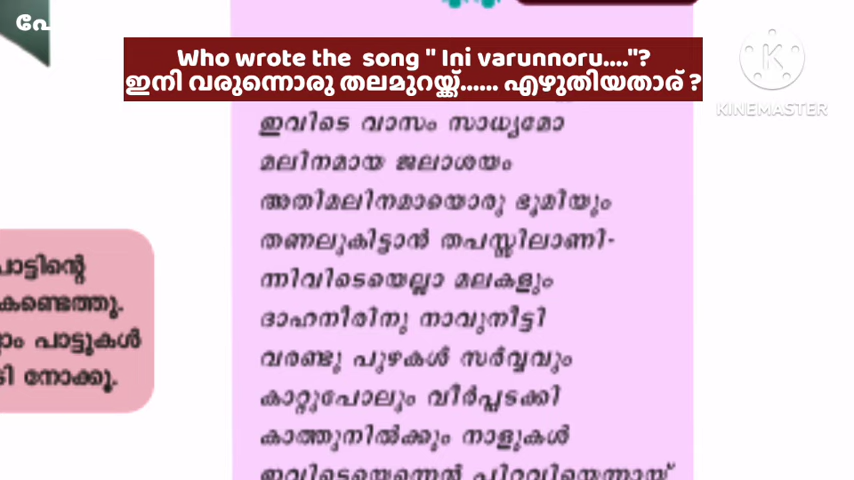 പേ
Who wrote the song " Ini varunnoru...."?
ഇനി വരുന്നൊരു തലമുറയ്ക്ക്...... എഴുതിയതാര് ?
KINEMASTER
ഇവിടെ വാസം സാധ്യമോ
മലിനമായ ജലാശയം
അതിമലിനമായൊരു ഭൂമിയും
തണലുകിട്ടാൻ തപസ്സിലാണി-
ന്നിവിടെയെല്ലാ മലകളും
ദാഹനീരിനു നാവുനീട്ടി
വരണ്ടു പുഴകൾ സർവ്വവും
കാറ്റുപോലും വീർപ്പടക്കി
കാത്തുനിൽക്കും നാളുകൾ
പാട്ടിന്റെ
കണ്ടെത്തൂ.
ാം പാട്ടുകൾ
ടി നോക്കൂ.